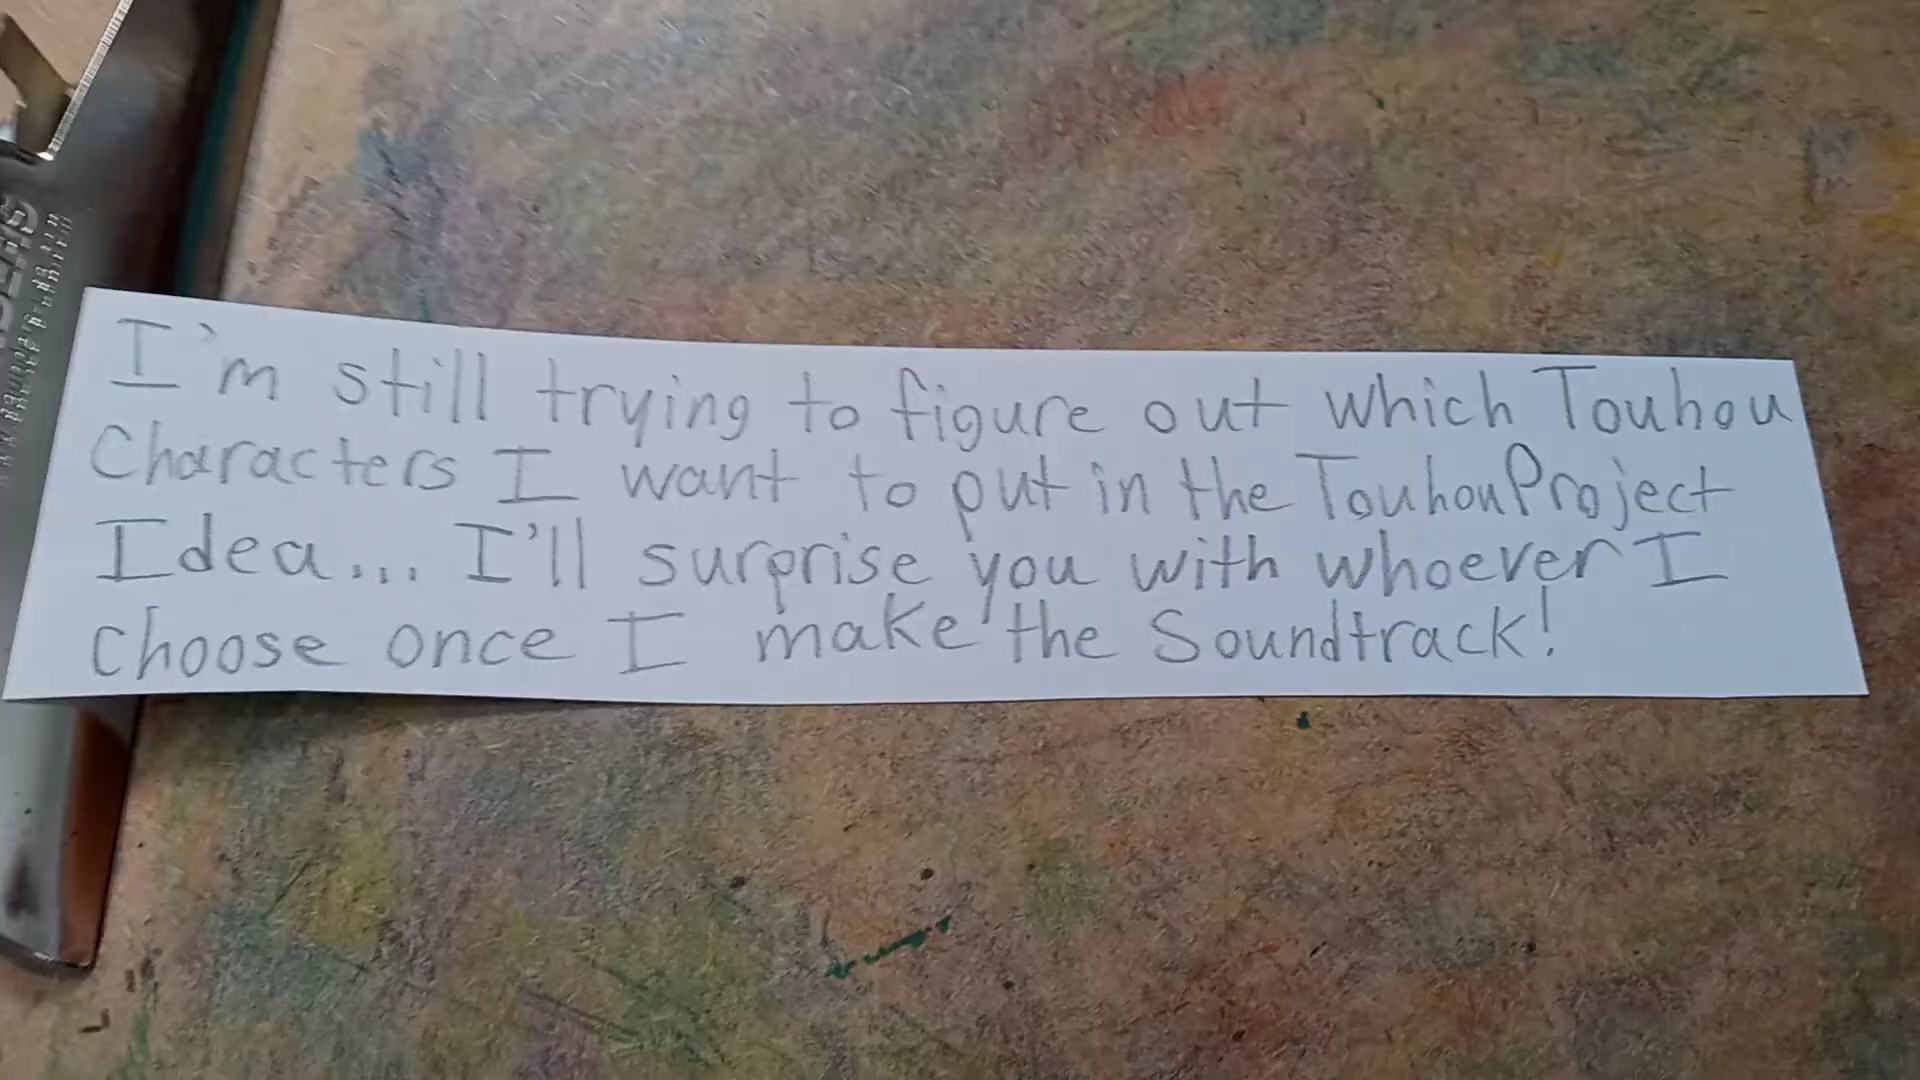 I'm still trying to figure out which Touhou
Characters I want to put in the TouhouProject
Idea... I'll surprise you with whoever I
choose once I make the Soundtrack!